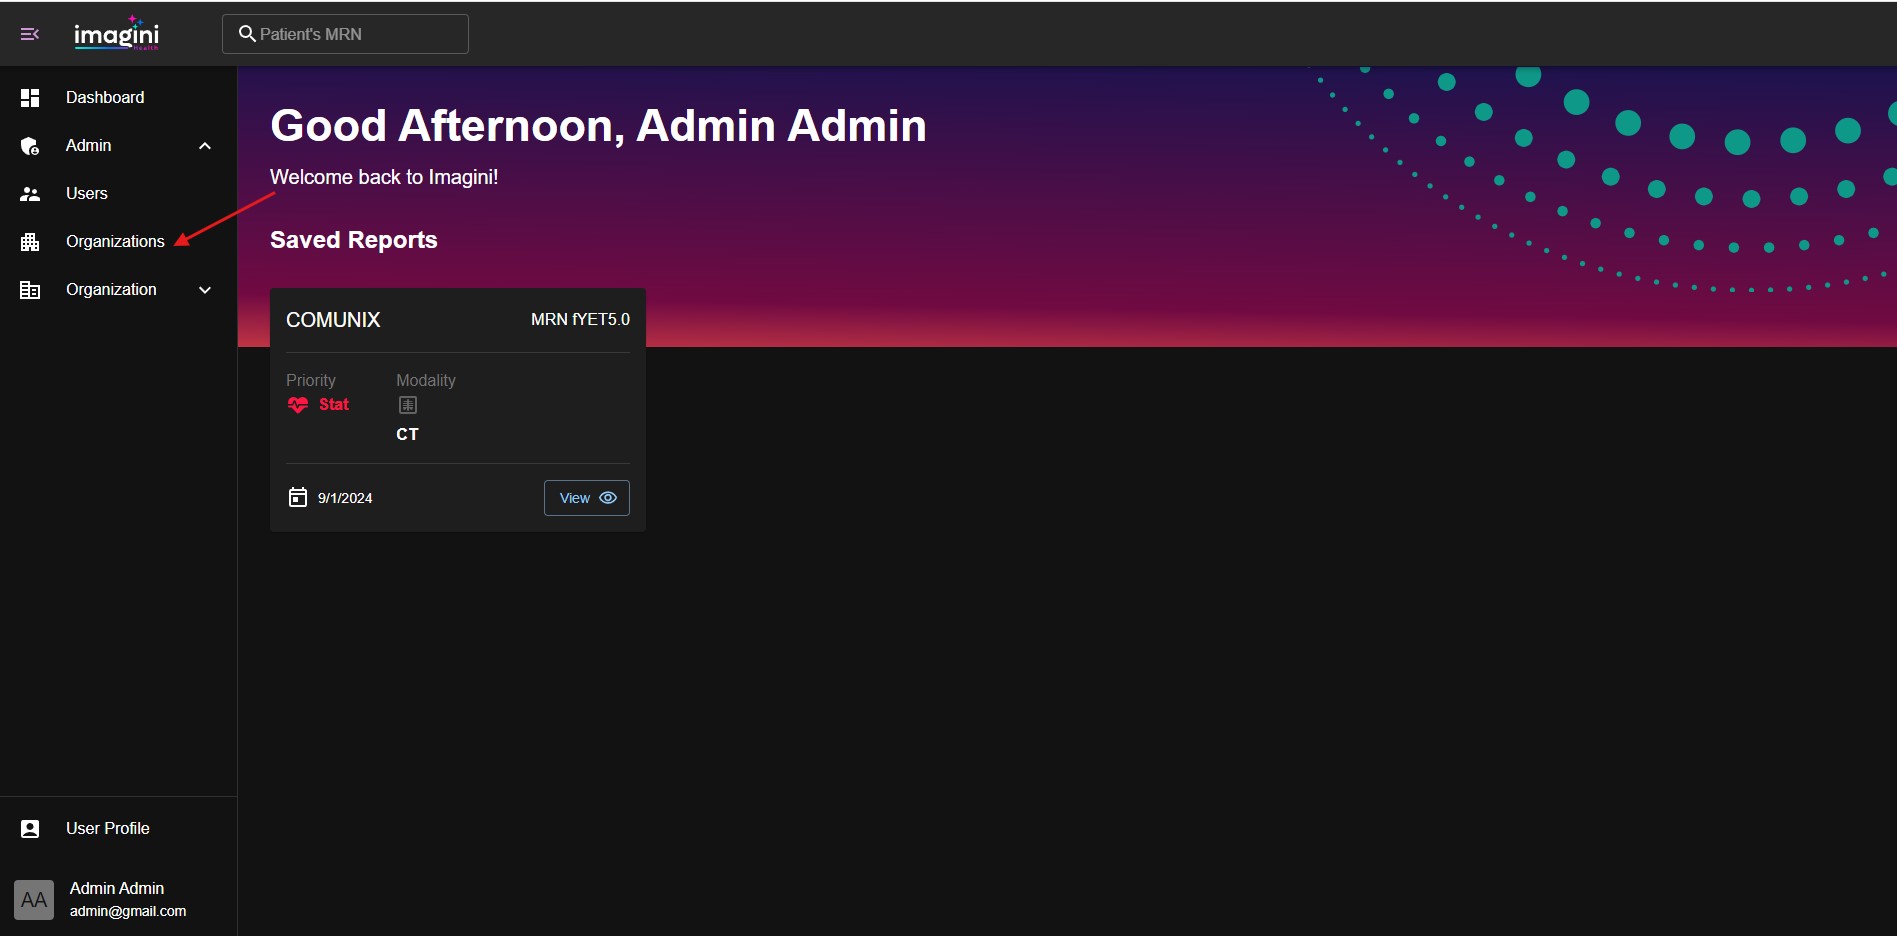 imagini
Health
Patient's MRN
Dashboard
Admin
Users
Organizations
Organization
User Profile
AA
Admin Admin
admin@gmail.com
Good Afternoon, Admin Admin
Welcome back to Imagini!
Saved Reports
COMUNIX MRN fYET5.0
Priority Modality
Stat
CT
9/1/2024 View